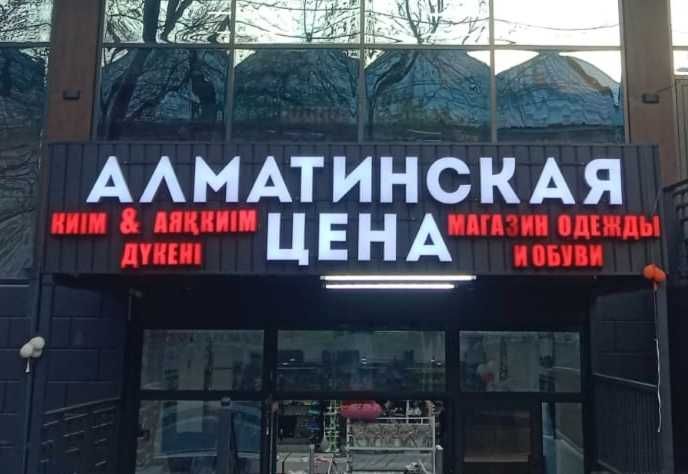 АЛМАТИНСКАЯ
ЦЕНА
КИІМ & АЯҚКИІМ
ДҮКЕНІ
МАГАЗИН ОДЕЖДЫ
И ОБУВИ